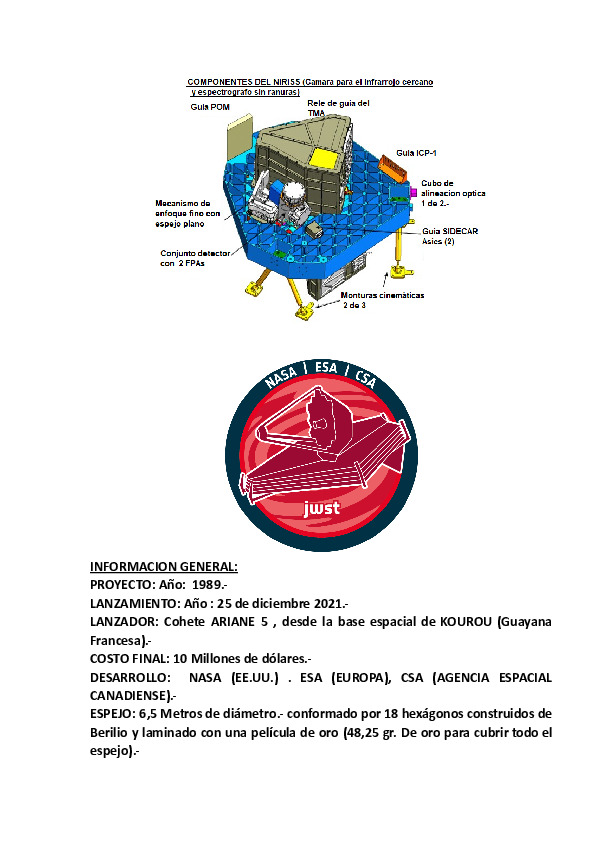 COMPONENTES DEL NIRISS (Camara para el infrarrojo cercano
y espectrografo sin ranuras)
Guia POM
Rele de guia del
TMA
Guia ICP-1
Cubo de
alineacion optica
1 de 2.-
Mecanismo de
enfoque fino con
espejo plano
Guia SIDECAR
Asics (2)
Conjunto detector
con 2 FPAs
Monturas cinemáticas
2 de 3
NASA | ESA | CSA
jwst
INFORMACION GENERAL:
PROYECTO: Año: 1989.-
LANZAMIENTO: Año : 25 de diciembre 2021.-
LANZADOR: Cohete ARIANE 5 , desde la base espacial de KOUROU (Guayana
Francesa).-
COSTO FINAL: 10 Millones de dólares.-
DESARROLLO: NASA (EE.UU.) . ESA (EUROPA), CSA (AGENCIA ESPACIAL
CANADIENSE).-
ESPEJO: 6,5 Metros de diámetro.- conformado por 18 hexágonos construidos de
Berilio y laminado con una película de oro (48,25 gr. De oro para cubrir todo el
espejo).-